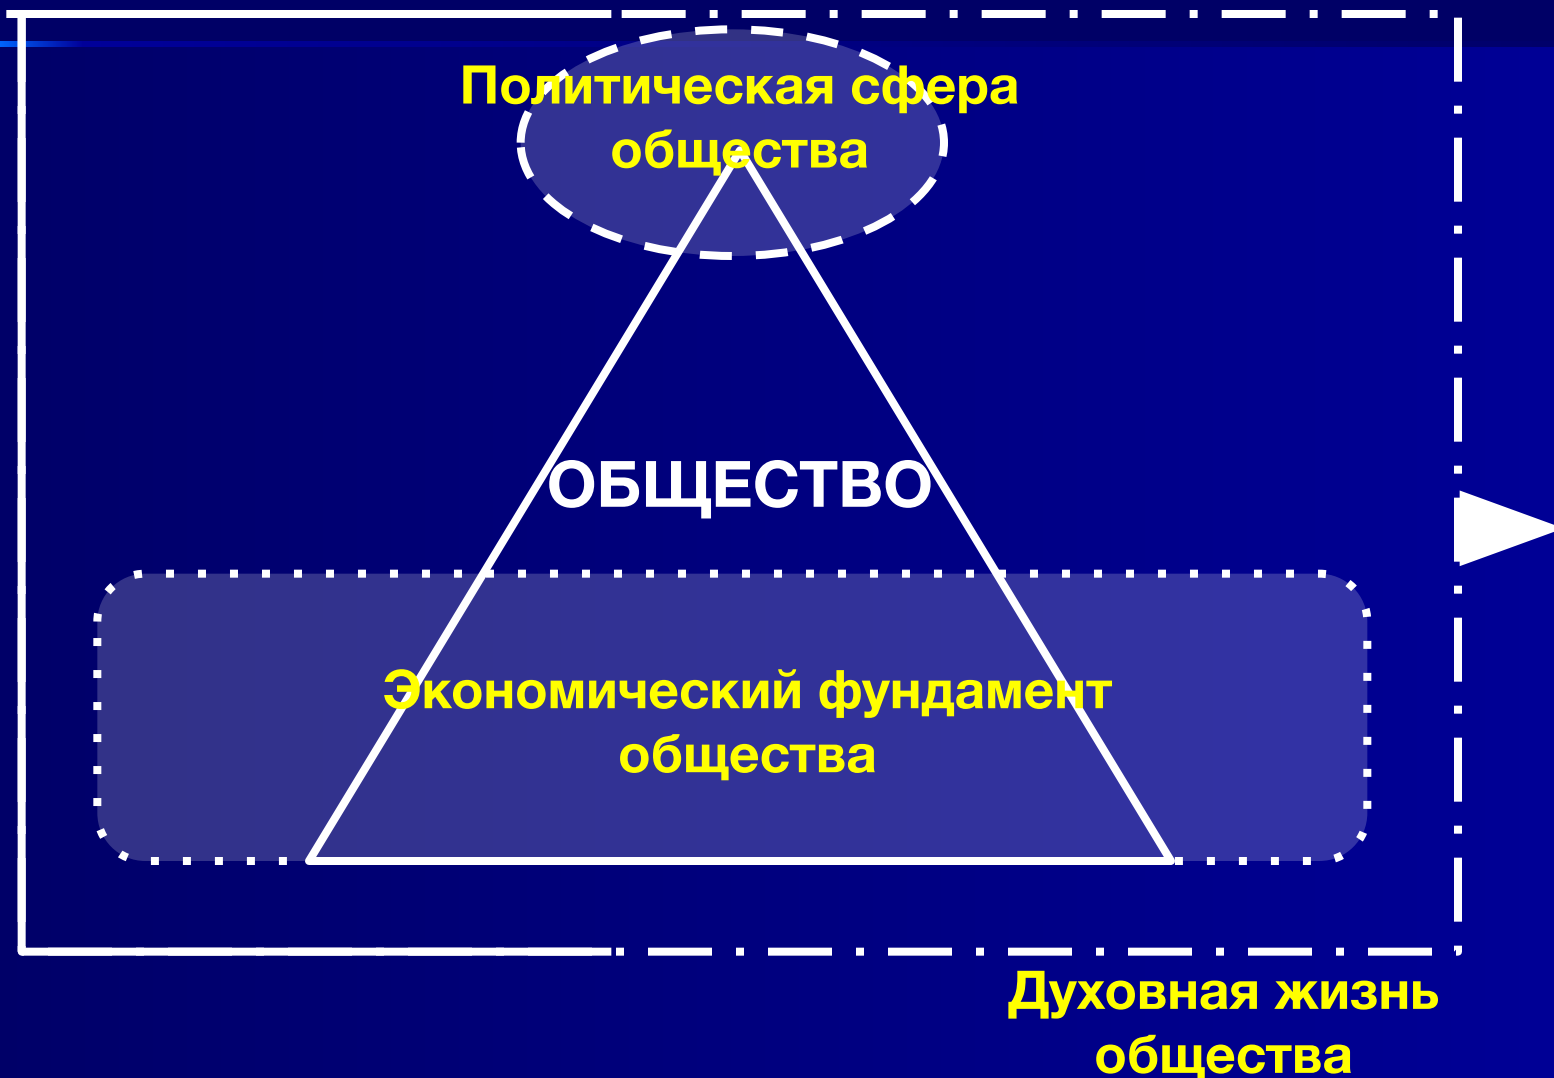 Политическая сфера
общества
ОБЩЕСТВО
Экономический фундамент
общества
Духовная жизнь
общества